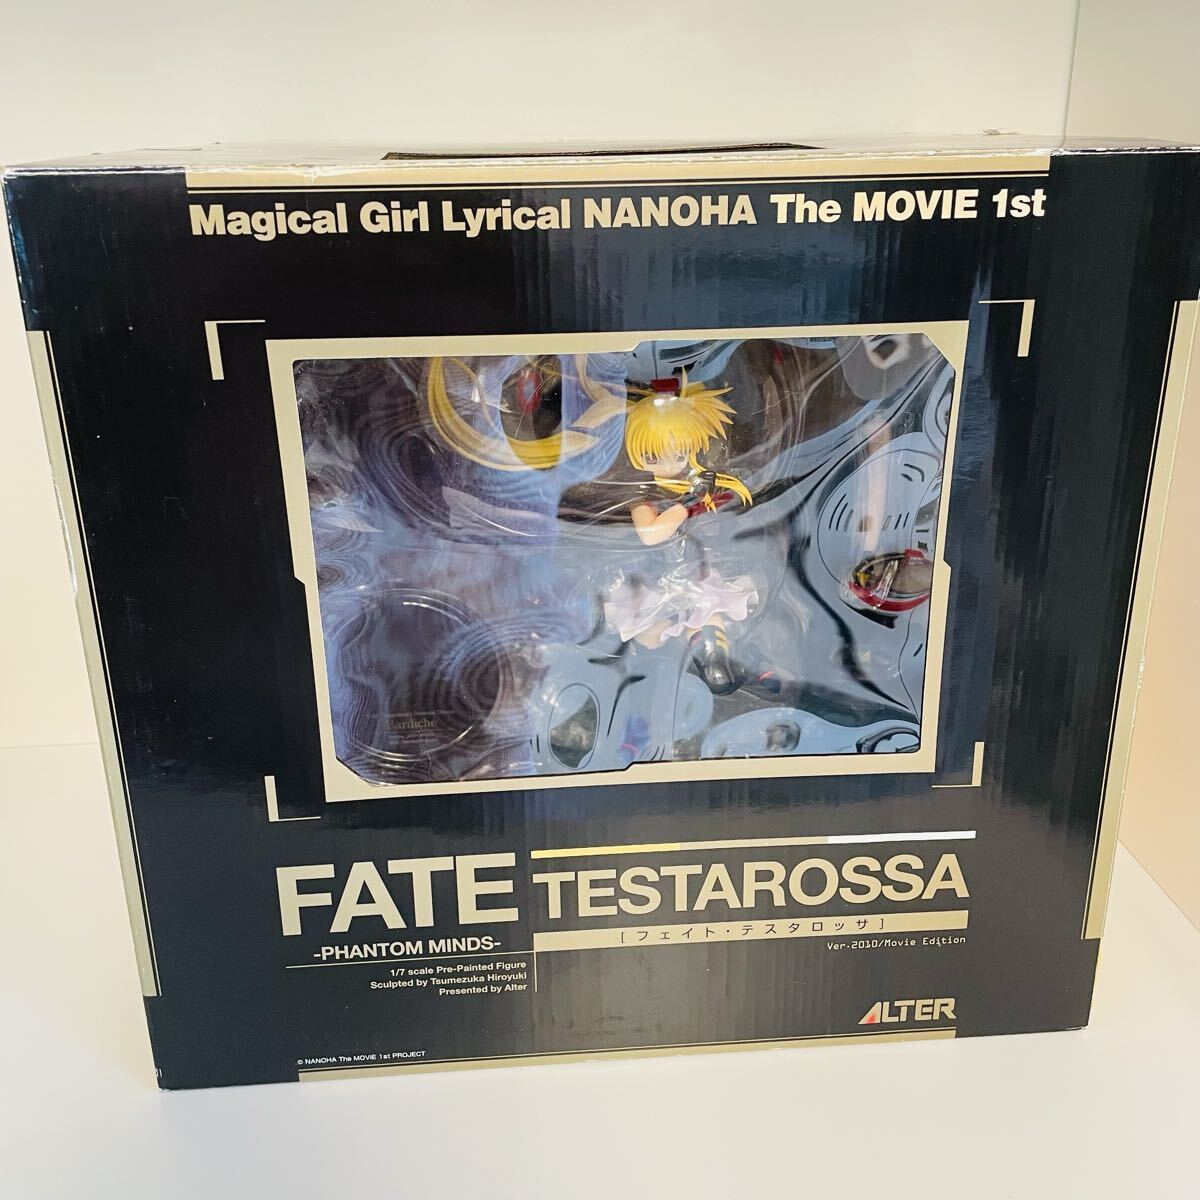 Magical Girl Lyrical NANOHA The MOVIE 1st
Bardiche
FATE
TESTAROSSA
[フェイト・テスタロッサ]
-PHANTOM MINDS-
Ver.2010/Movie Edition
1/7 scale Pre-Painted Figure
Sculpted by Tsumezuka Hiroyuki
Presented by Alter
ALTER
© NANOHA The MOVIE 1st PROJECT